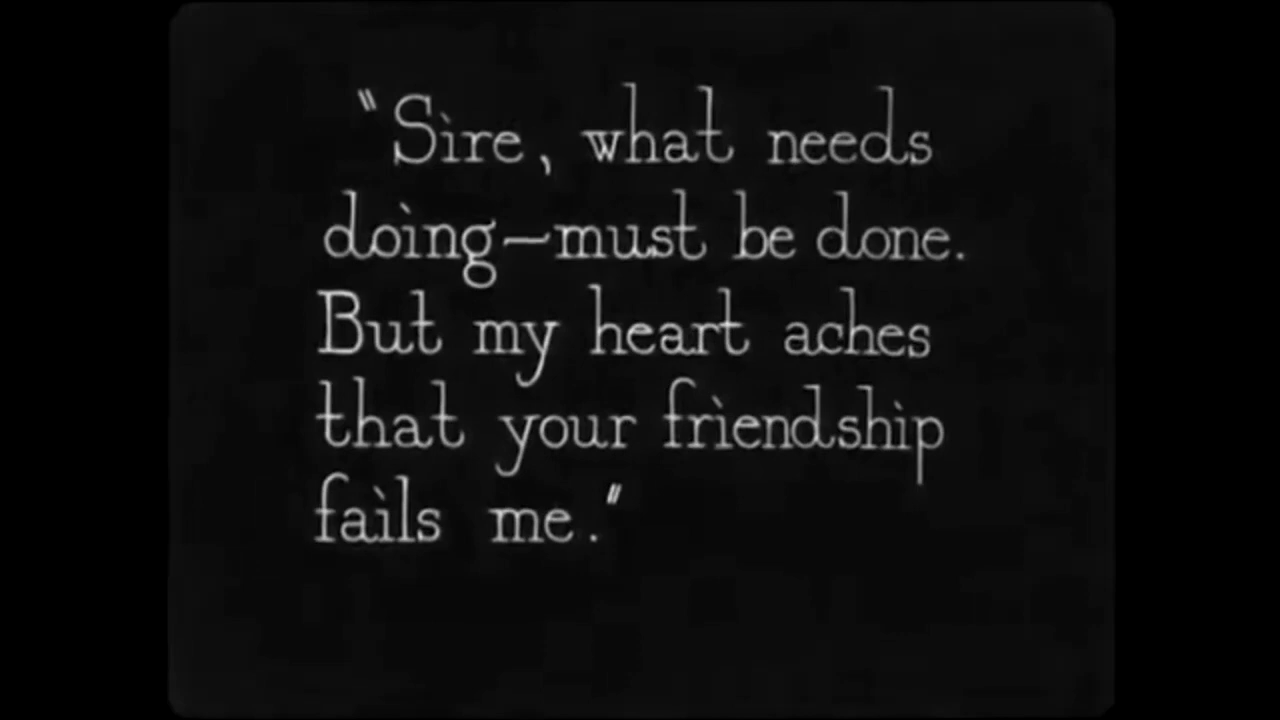 "Sire, what needs
doing—must be done.
But my heart aches
that your friendship
fails me."